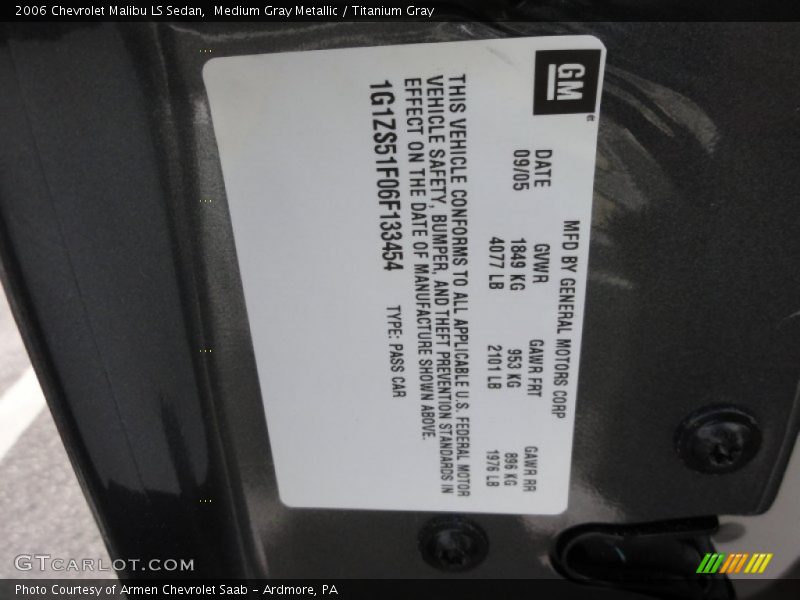 2006 Chevrolet Malibu LS Sedan,  Medium Gray Metallic / Titanium Gray
GM
MFD BY GENERAL MOTORS CORP
DATE GVWR GAWR FRT GAWR RR
09/05 1849 KG 953 KG 896 KG
4077 LB 2101 LB 1976 LB
THIS VEHICLE CONFORMS TO ALL APPLICABLE U.S. FEDERAL MOTOR
VEHICLE SAFETY, BUMPER, AND THEFT PREVENTION STANDARDS IN
EFFECT ON THE DATE OF MANUFACTURE SHOWN ABOVE.
1G1ZS51F06F133454 TYPE: PASS CAR
GTCARLOT.COM
Photo Courtesy of Armen Chevrolet Saab - Ardmore, PA